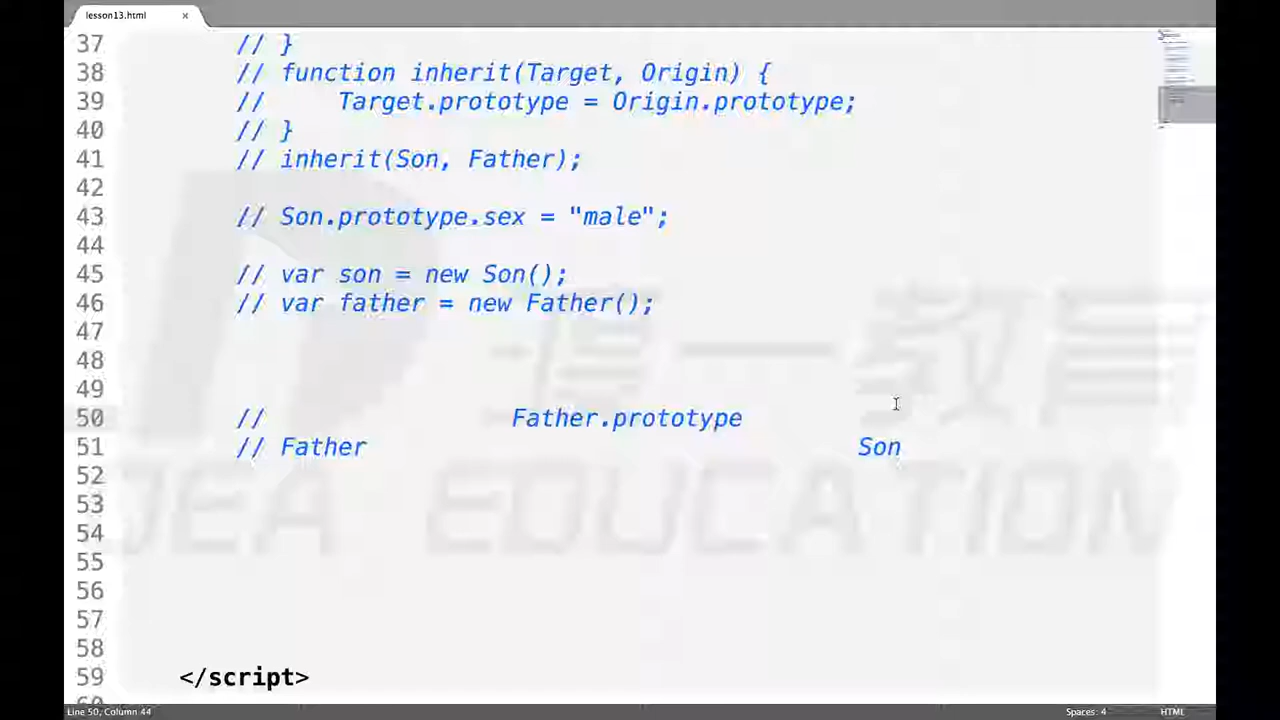 lesson13.html ×
37 // }
38 // function inherit(Target, Origin) {
39 //     Target.prototype = Origin.prototype;
40 // }
41 // inherit(Son, Father);
42
43 // Son.prototype.sex = "male";
44
45 // var son = new Son();
46 // var father = new Father();
47
48
49
50 //                 Father.prototype
51 // Father                                  Son
52
53
54
55
56
57
58
59 </script>
教育
EDUCATION
Line 50, Column 44 Spaces: 4 HTML